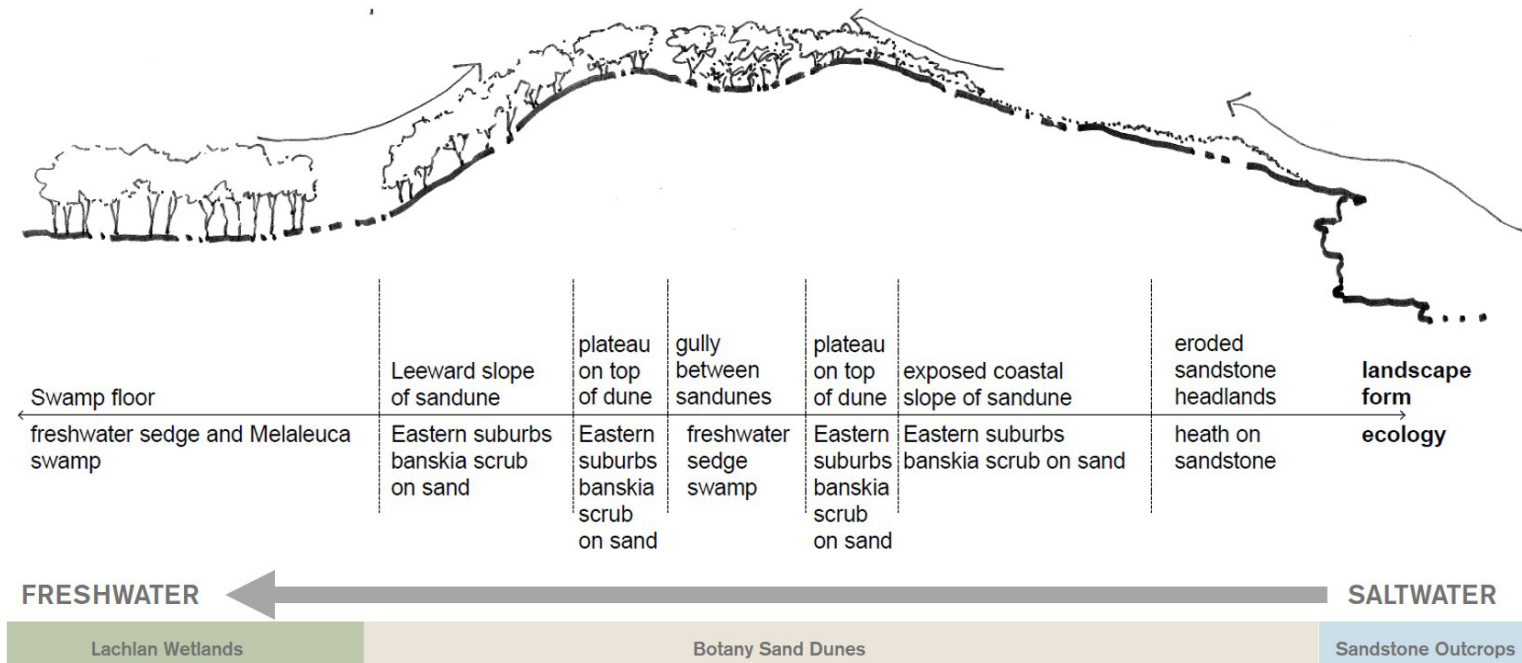 Swamp floor
Leeward slope
of sandune
plateau
on top
of dune
gully
between
sandunes
plateau
on top
of dune
exposed coastal
slope of sandune
eroded
sandstone
headlands
landscape
form
freshwater sedge and Melaleuca
swamp
Eastern suburbs
banskia scrub
on sand
Eastern
suburbs
banskia
scrub
on sand
freshwater
sedge
swamp
Eastern
suburbs
banskia
scrub
on sand
Eastern suburbs
banskia scrub on sand
heath on
sandstone
ecology
FRESHWATER
SALTWATER
Lachlan Wetlands
Botany Sand Dunes
Sandstone Outcrops